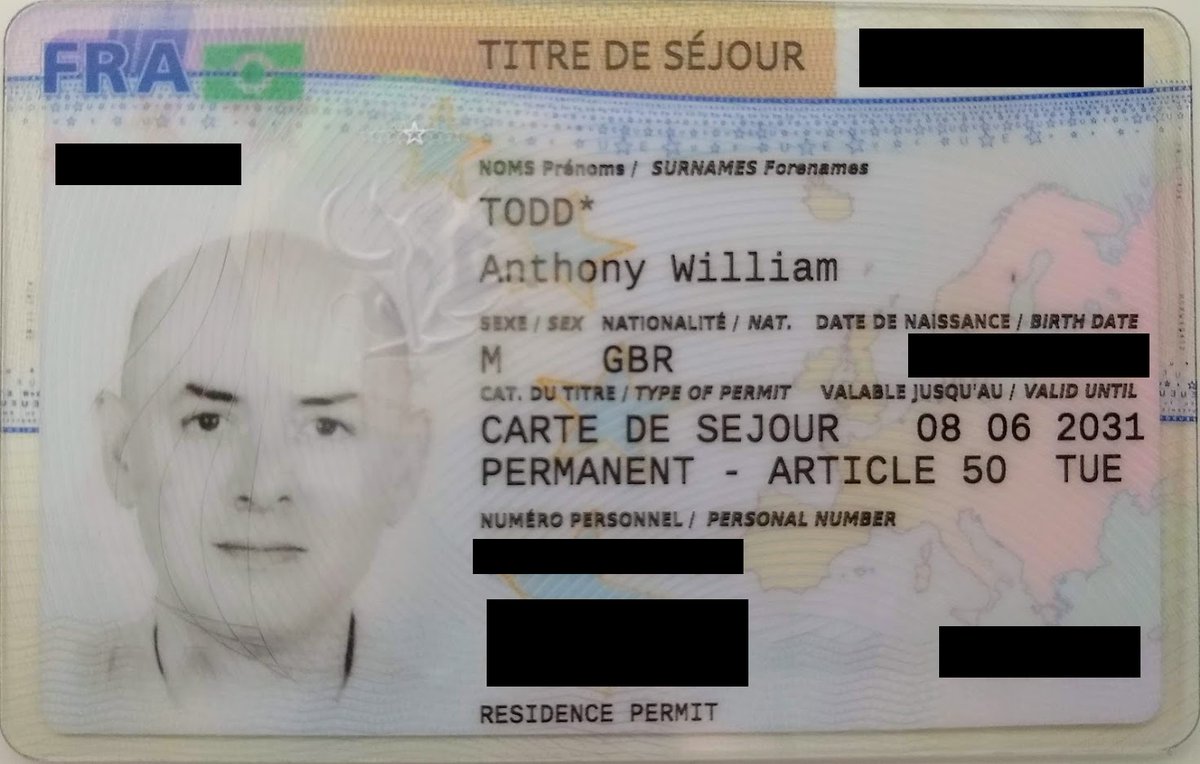 FRA
TITRE DE SÉJOUR
NOMS Prénoms / SURNAMES Forenames
TODD*
Anthony William
SEXE / SEX NATIONALITÉ / NAT. DATE DE NAISSANCE / BIRTH DATE
M GBR
CAT. DU TITRE / TYPE OF PERMIT VALABLE JUSQU'AU / VALID UNTIL
CARTE DE SEJOUR 08 06 2031
PERMANENT - ARTICLE 50 TUE
NUMÉRO PERSONNEL / PERSONAL NUMBER
RESIDENCE PERMIT